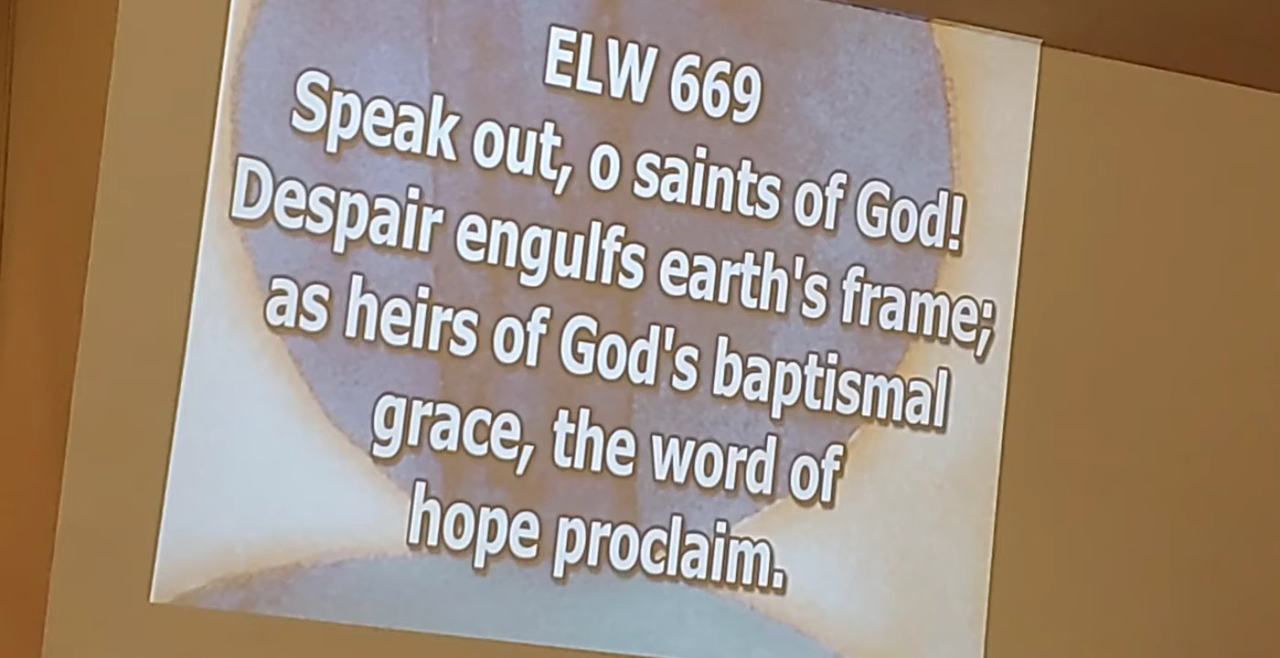 ELW 669
Speak out, o saints of God!
Despair engulfs earth's frame;
as heirs of God's baptismal
grace, the word of
hope proclaim.